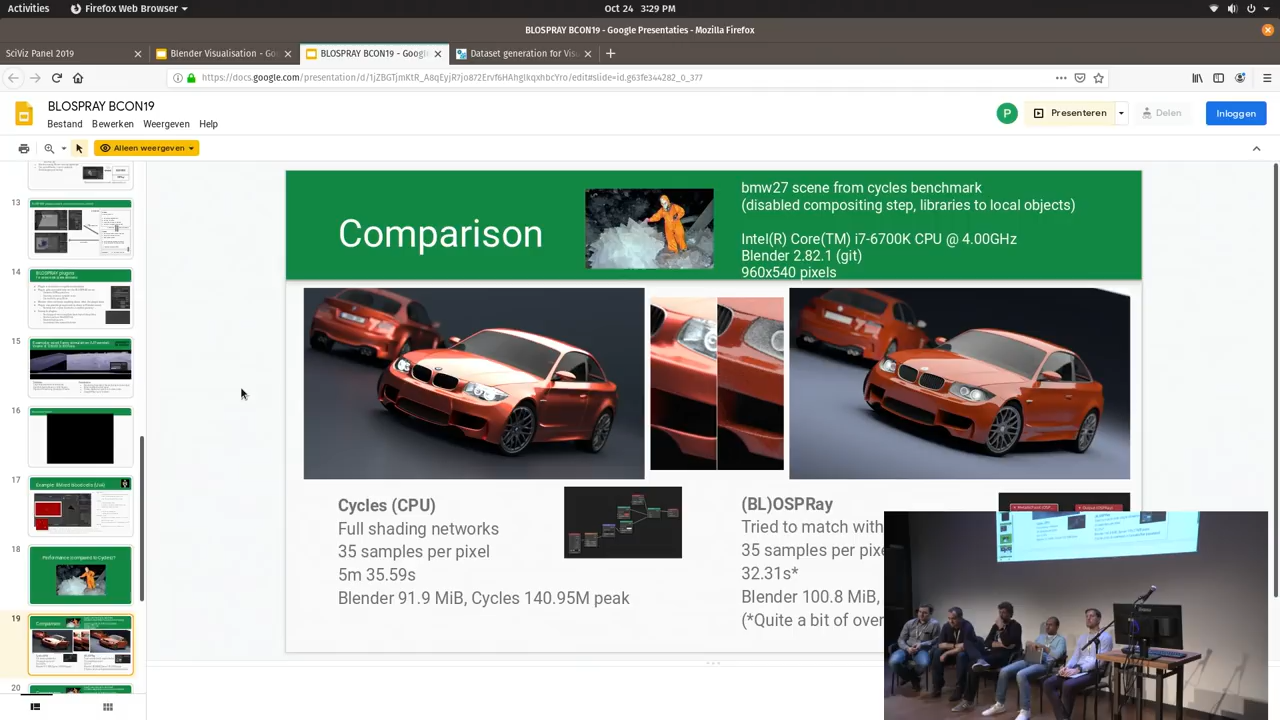 Activities
Firefox Web Browser
Oct 24 3:29 PM
BLOSPRAY BCON19 - Google Presentaties - Mozilla Firefox
SciViz Panel 2019
Blender Visualisation - Go
BLOSPRAY BCON19 - Google
Dataset generation for Vis
https://docs.google.com/presentation/d/1jZBGTjmKtR_A8qEyjR7jo872Ervf6HAhglkqxhbcYro/edit#slide=id.g63fe344282_0_377
BLOSPRAY BCON19
Bestand Bewerken Weergeven Help
P
Presenteren
Delen
Inloggen
Alleen weergeven
13
14
15
16
17
18
19
20
Comparison
bmw27 scene from cycles benchmark
(disabled compositing step, libraries to local objects)
Intel(R) Core(TM) i7-6700K CPU @ 4.00GHz
Blender 2.82.1 (git)
960x540 pixels
Cycles (CPU)
Full shading networks
35 samples per pixel
5m 35.59s
Blender 91.9 MiB, Cycles 140.95M peak
(BL)OSPRay
Tried to match with
35 samples per pixe
32.31s*
Blender 100.8 MiB,
(*Quite a bit of over